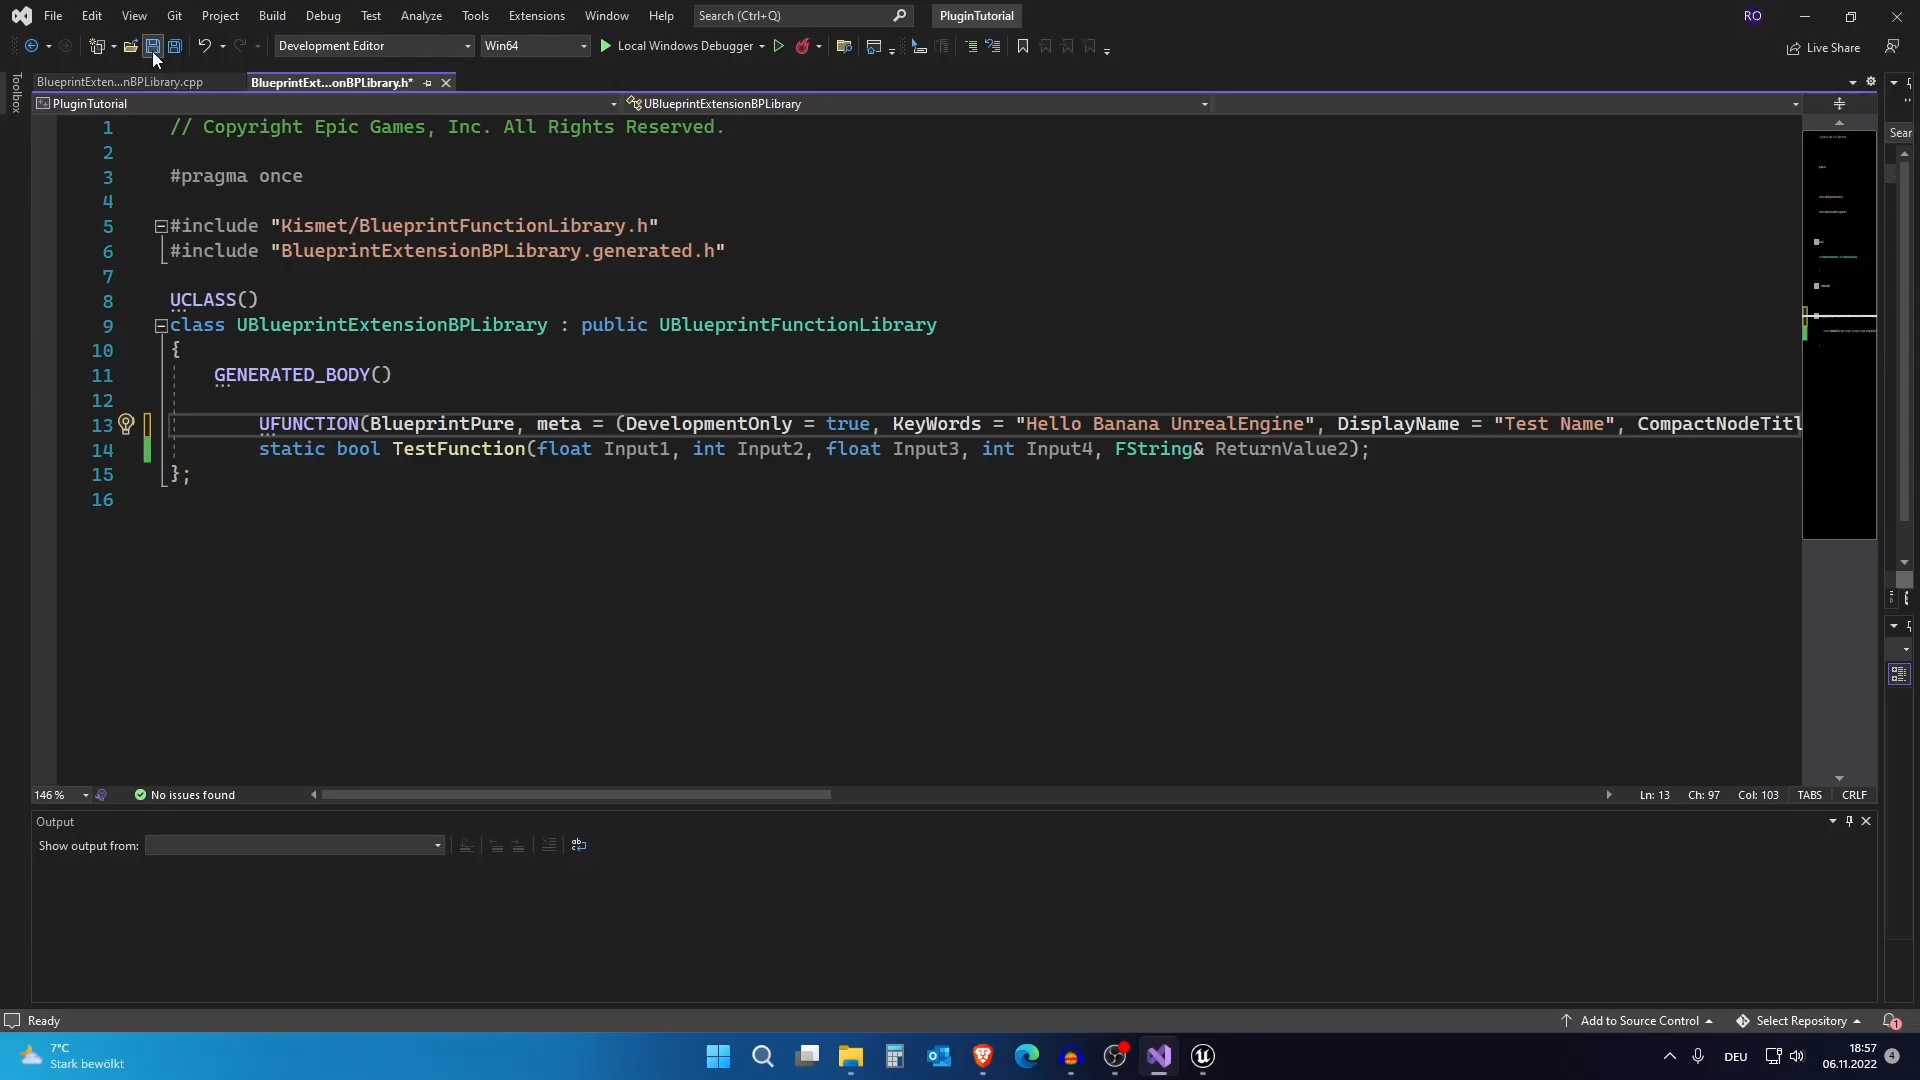 File Edit View Git Project Build Debug Test Analyze Tools Extensions Window Help Search (Ctrl+Q) PluginTutorial RO
Development Editor Win64 Local Windows Debugger Live Share
Toolbox
BlueprintExten...nBPLibrary.cpp BlueprintExt...onBPLibrary.h*
PluginTutorial UBlueprintExtensionBPLibrary
Sear
1 // Copyright Epic Games, Inc. All Rights Reserved.
2
3 #pragma once
4
5 #include "Kismet/BlueprintFunctionLibrary.h"
6 #include "BlueprintExtensionBPLibrary.generated.h"
7
8 UCLASS()
9 class UBlueprintExtensionBPLibrary : public UBlueprintFunctionLibrary
10 {
11 GENERATED_BODY()
12
13 UFUNCTION(BlueprintPure, meta = (DevelopmentOnly = true, KeyWords = "Hello Banana UnrealEngine", DisplayName = "Test Name", CompactNodeTitl
14 static bool TestFunction(float Input1, int Input2, float Input3, int Input4, FString& ReturnValue2);
15 };
16
146 % No issues found Ln: 13 Ch: 97 Col: 103 TABS CRLF
Output
Show output from:
Ready Add to Source Control Select Repository 1
7°C
Stark bewölkt
DEU
18:57
06.11.2022
4